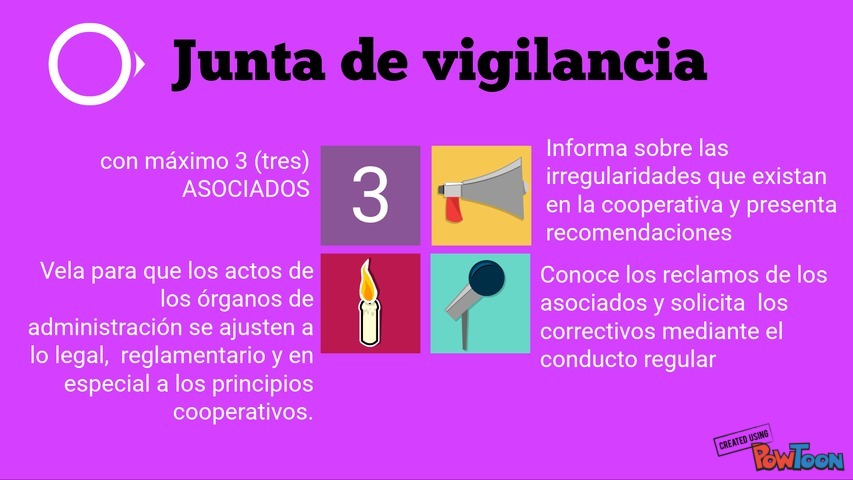 Junta de vigilancia
con máximo 3 (tres)
ASOCIADOS
3
Informa sobre las
irregularidades que existan
en la cooperativa y presenta
recomendaciones
Vela para que los actos de
los órganos de
administración se ajusten a
lo legal,  reglamentario y en
especial a los principios
cooperativos.
Conoce los reclamos de los
asociados y solicita  los
correctivos mediante el
conducto regular
CREATED USING
POWTOON